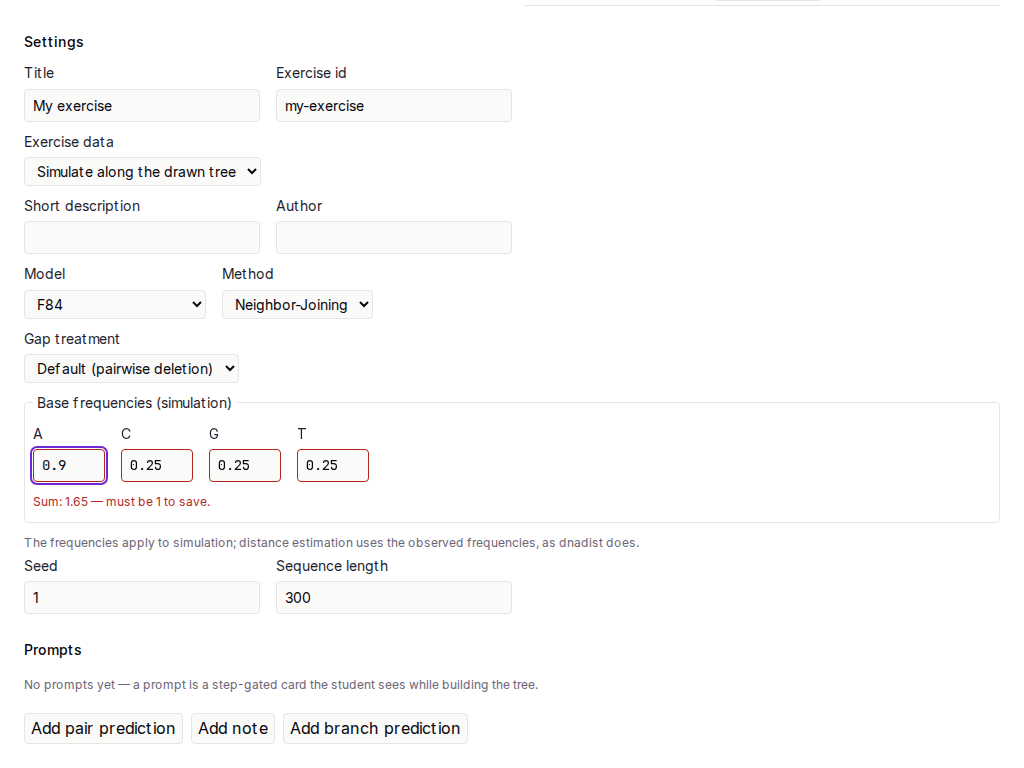 Settings
Title Exercise id
My exercise my-exercise
Exercise data
Simulate along the drawn tree
Short description Author
Model Method
F84 Neighbor-Joining
Gap treatment
Default (pairwise deletion)
Base frequencies (simulation)
A C G T
0.9 0.25 0.25 0.25
Sum: 1.65 — must be 1 to save.
The frequencies apply to simulation; distance estimation uses the observed frequencies, as dnadist does.
Seed Sequence length
1 300
Prompts
No prompts yet — a prompt is a step-gated card the student sees while building the tree.
Add pair prediction Add note Add branch prediction